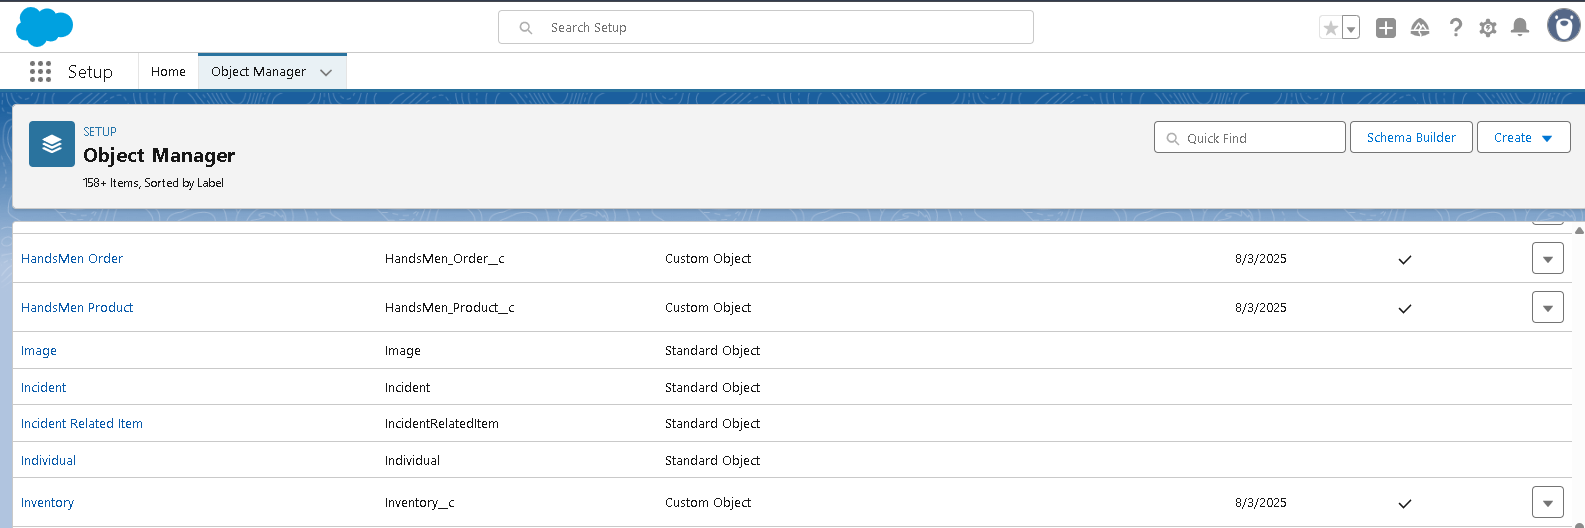 Search Setup
Setup Home Object Manager
SETUP
Object Manager
158+ Items, Sorted by Label
Quick Find Schema Builder Create
HandsMen Order HandsMen_Order__c Custom Object 8/3/2025
HandsMen Product HandsMen_Product__c Custom Object 8/3/2025
Image Image Standard Object
Incident Incident Standard Object
Incident Related Item IncidentRelatedItem Standard Object
Individual Individual Standard Object
Inventory Inventory__c Custom Object 8/3/2025